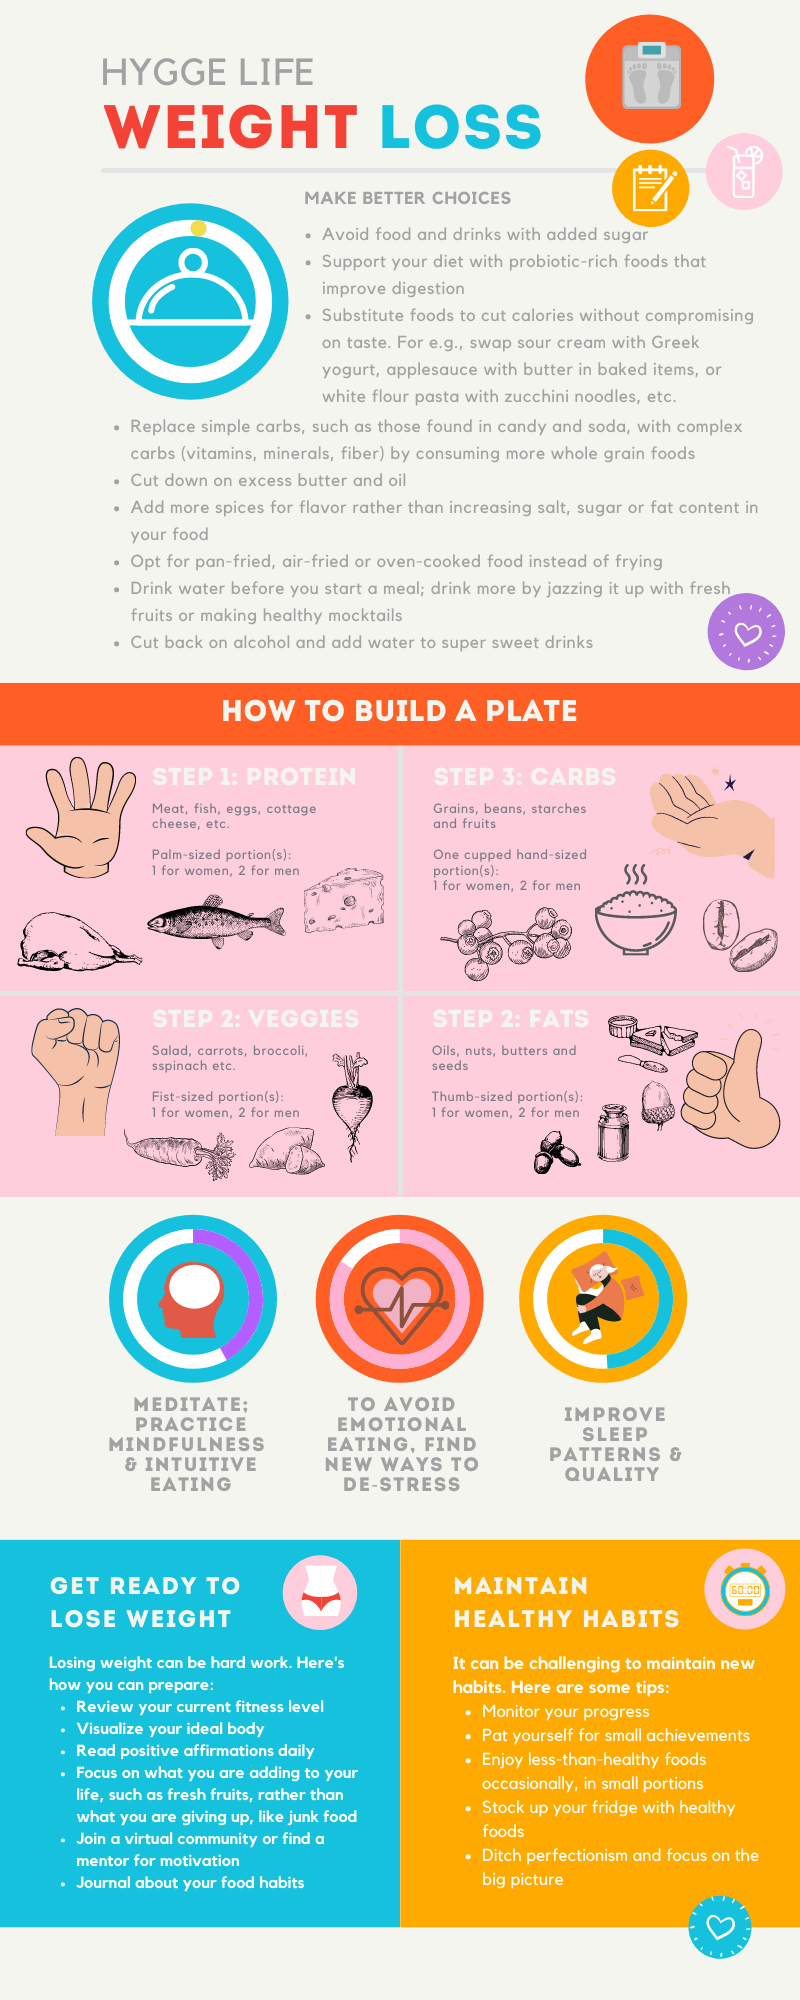 HYGGE LIFE
WEIGHT LOSS
MAKE BETTER CHOICES
• Avoid food and drinks with added sugar
• Support your diet with probiotic-rich foods that
improve digestion
• Substitute foods to cut calories without compromising
on taste. For e.g., swap sour cream with Greek
yogurt, applesauce with butter in baked items, or
white flour pasta with zucchini noodles, etc.
• Replace simple carbs, such as those found in candy and soda, with complex
carbs (vitamins, minerals, fiber) by consuming more whole grain foods
• Cut down on excess butter and oil
• Add more spices for flavor rather than increasing salt, sugar or fat content in
your food
• Opt for pan-fried, air-fried or oven-cooked food instead of frying
• Drink water before you start a meal; drink more by jazzing it up with fresh
fruits or making healthy mocktails
• Cut back on alcohol and add water to super sweet drinks
HOW TO BUILD A PLATE
STEP 1: PROTEIN
Meat, fish, eggs, cottage
cheese, etc.
Palm-sized portion(s):
1 for women, 2 for men
STEP 3: CARBS
Grains, beans, starches
and fruits
One cupped hand-sized
portion(s):
1 for women, 2 for men
STEP 2: VEGGIES
Salad, carrots, broccoli,
sspinach etc.
Fist-sized portion(s):
1 for women, 2 for men
STEP 2: FATS
Oils, nuts, butters and
seeds
Thumb-sized portion(s):
1 for women, 2 for men
MEDITATE;
PRACTICE
MINDFULNESS
& INTUITIVE
EATING
TO AVOID
EMOTIONAL
EATING, FIND
NEW WAYS TO
DE-STRESS
IMPROVE
SLEEP
PATTERNS &
QUALITY
GET READY TO
LOSE WEIGHT
Losing weight can be hard work. Here's
how you can prepare:
• Review your current fitness level
• Visualize your ideal body
• Read positive affirmations daily
• Focus on what you are adding to your
life, such as fresh fruits, rather than
what you are giving up, like junk food
• Join a virtual community or find a
mentor for motivation
• Journal about your food habits
MAINTAIN
HEALTHY HABITS
60:00
It can be challenging to maintain new
habits. Here are some tips:
• Monitor your progress
• Pat yourself for small achievements
• Enjoy less-than-healthy foods
occasionally, in small portions
• Stock up your fridge with healthy
foods
• Ditch perfectionism and focus on the
big picture